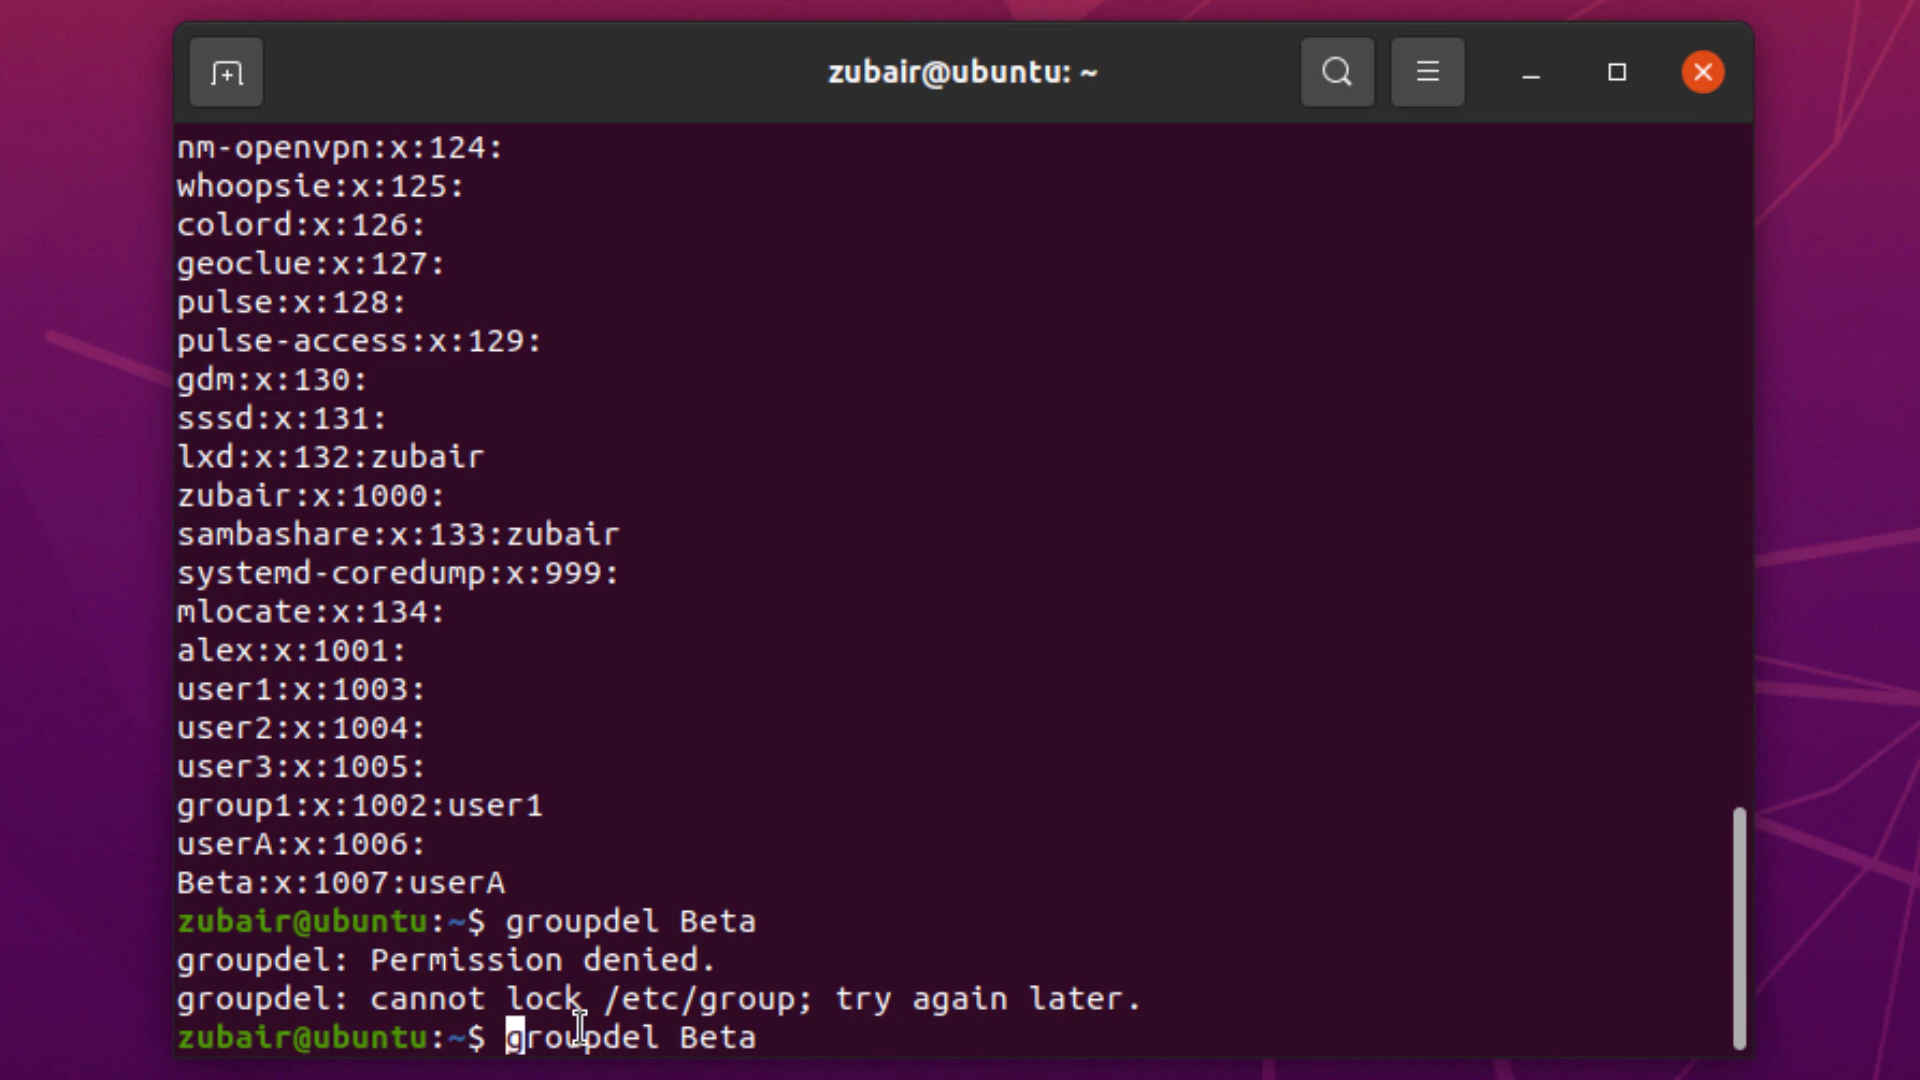 zubair@ubuntu: ~
nm-openvpn:x:124:
whoopsie:x:125:
colord:x:126:
geoclue:x:127:
pulse:x:128:
pulse-access:x:129:
gdm:x:130:
sssd:x:131:
lxd:x:132:zubair
zubair:x:1000:
sambashare:x:133:zubair
systemd-coredump:x:999:
mlocate:x:134:
alex:x:1001:
user1:x:1003:
user2:x:1004:
user3:x:1005:
group1:x:1002:user1
userA:x:1006:
Beta:x:1007:userA
zubair@ubuntu:~$ groupdel Beta
groupdel: Permission denied.
groupdel: cannot lock /etc/group; try again later.
zubair@ubuntu:~$ groupdel Beta